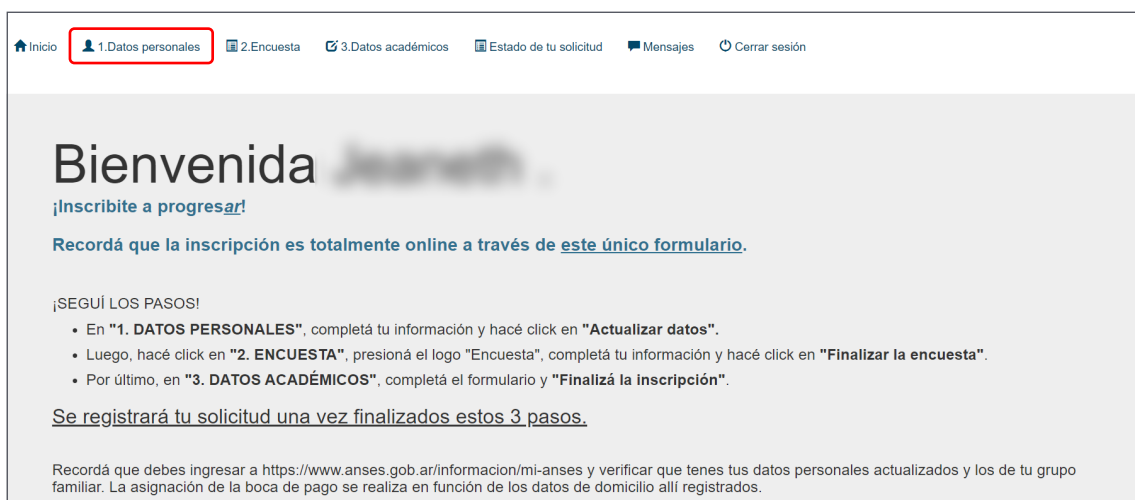 Inicio 1.Datos personales 2.Encuesta 3.Datos académicos Estado de tu solicitud Mensajes Cerrar sesión
Bienvenida
¡Inscribite a progresar!
Recordá que la inscripción es totalmente online a través de este único formulario.
¡SEGUÍ LOS PASOS!
• En "1. DATOS PERSONALES", completá tu información y hacé click en "Actualizar datos".
• Luego, hacé click en "2. ENCUESTA", presioná el logo "Encuesta", completá tu información y hacé click en "Finalizar la encuesta".
• Por último, en "3. DATOS ACADÉMICOS", completá el formulario y "Finalizá la inscripción".
Se registrará tu solicitud una vez finalizados estos 3 pasos.
Recordá que debes ingresar a https://www.anses.gob.ar/informacion/mi-anses y verificar que tenes tus datos personales actualizados y los de tu grupo
familiar. La asignación de la boca de pago se realiza en función de los datos de domicilio allí registrados.